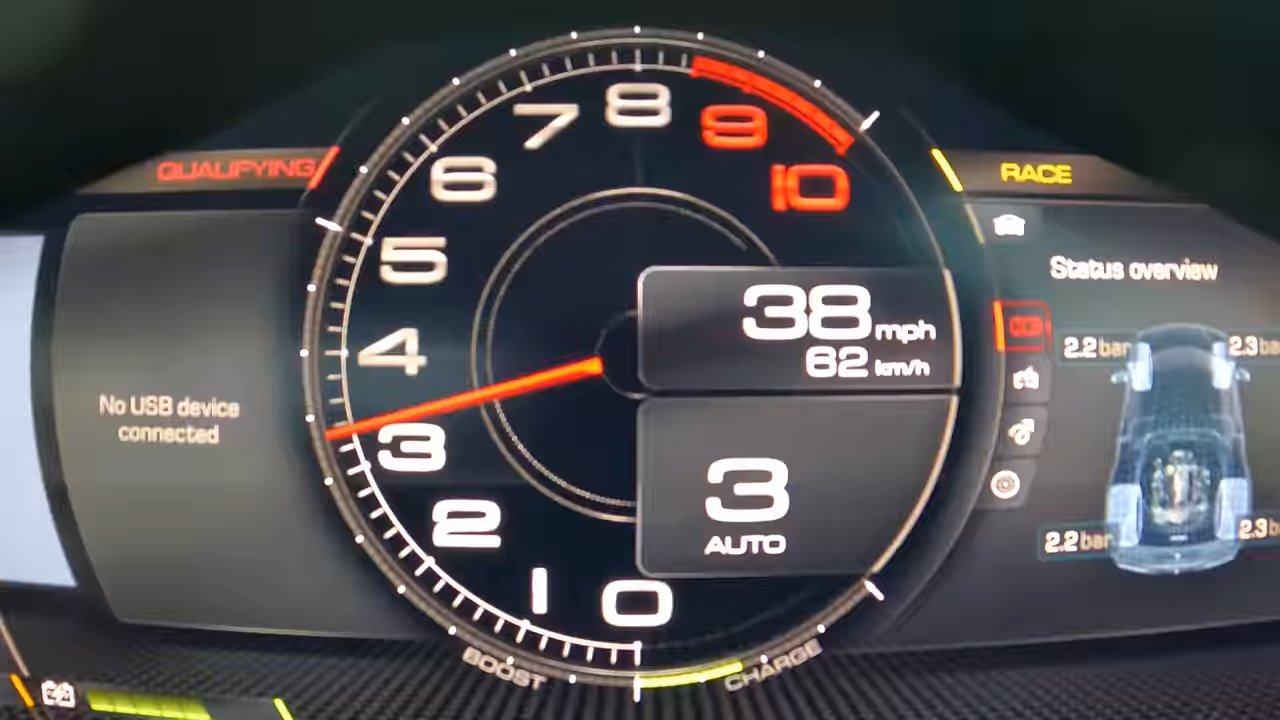 QUALIFYING
RACE
8
7
9
6
10
5
4
3
2
1
0
38 mph
62 km/h
3
AUTO
No USB device
connected
Status overview
2.2 bar
2.3 ba
2.2 bar
2.3 b
BOOST
CHARGE